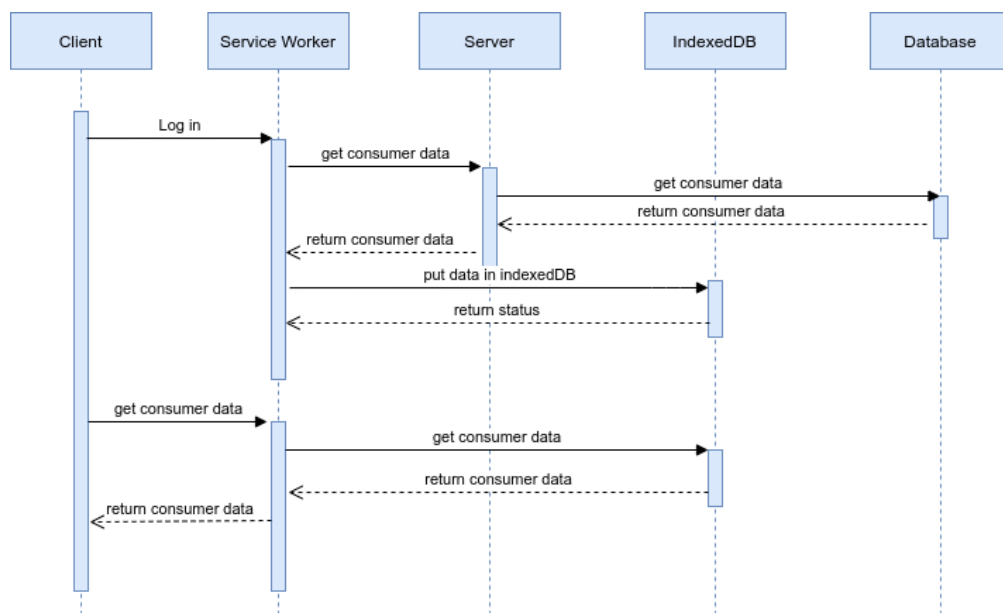 Client
Service Worker
Server
IndexedDB
Database
Log in
get consumer data
get consumer data
return consumer data
return consumer data
put data in indexedDB
return status
get consumer data
get consumer data
return consumer data
return consumer data